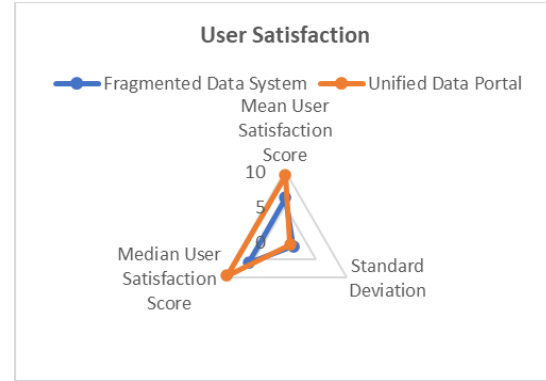 User Satisfaction
Fragmented Data System
Unified Data Portal
Mean User
Satisfaction
Score
10
5
0
Median User
Satisfaction
Score
Standard
Deviation